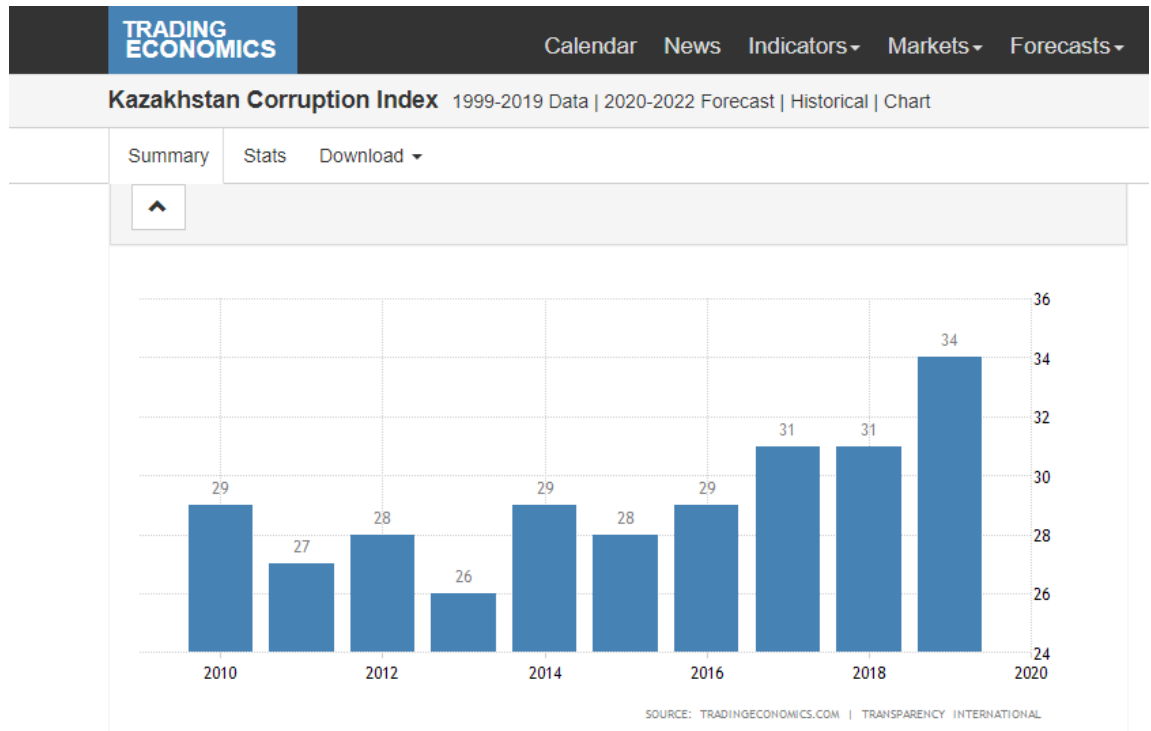 TRADING
ECONOMICS
Calendar News Indicators Markets Forecasts
Kazakhstan Corruption Index 1999-2019 Data | 2020-2022 Forecast | Historical | Chart
Summary Stats Download
36
34
34
32
31 31
30
29 29 29
28 28
28
27
26
26
24
2010 2012 2014 2016 2018 2020
SOURCE: TRADINGECONOMICS.COM | TRANSPARENCY INTERNATIONAL